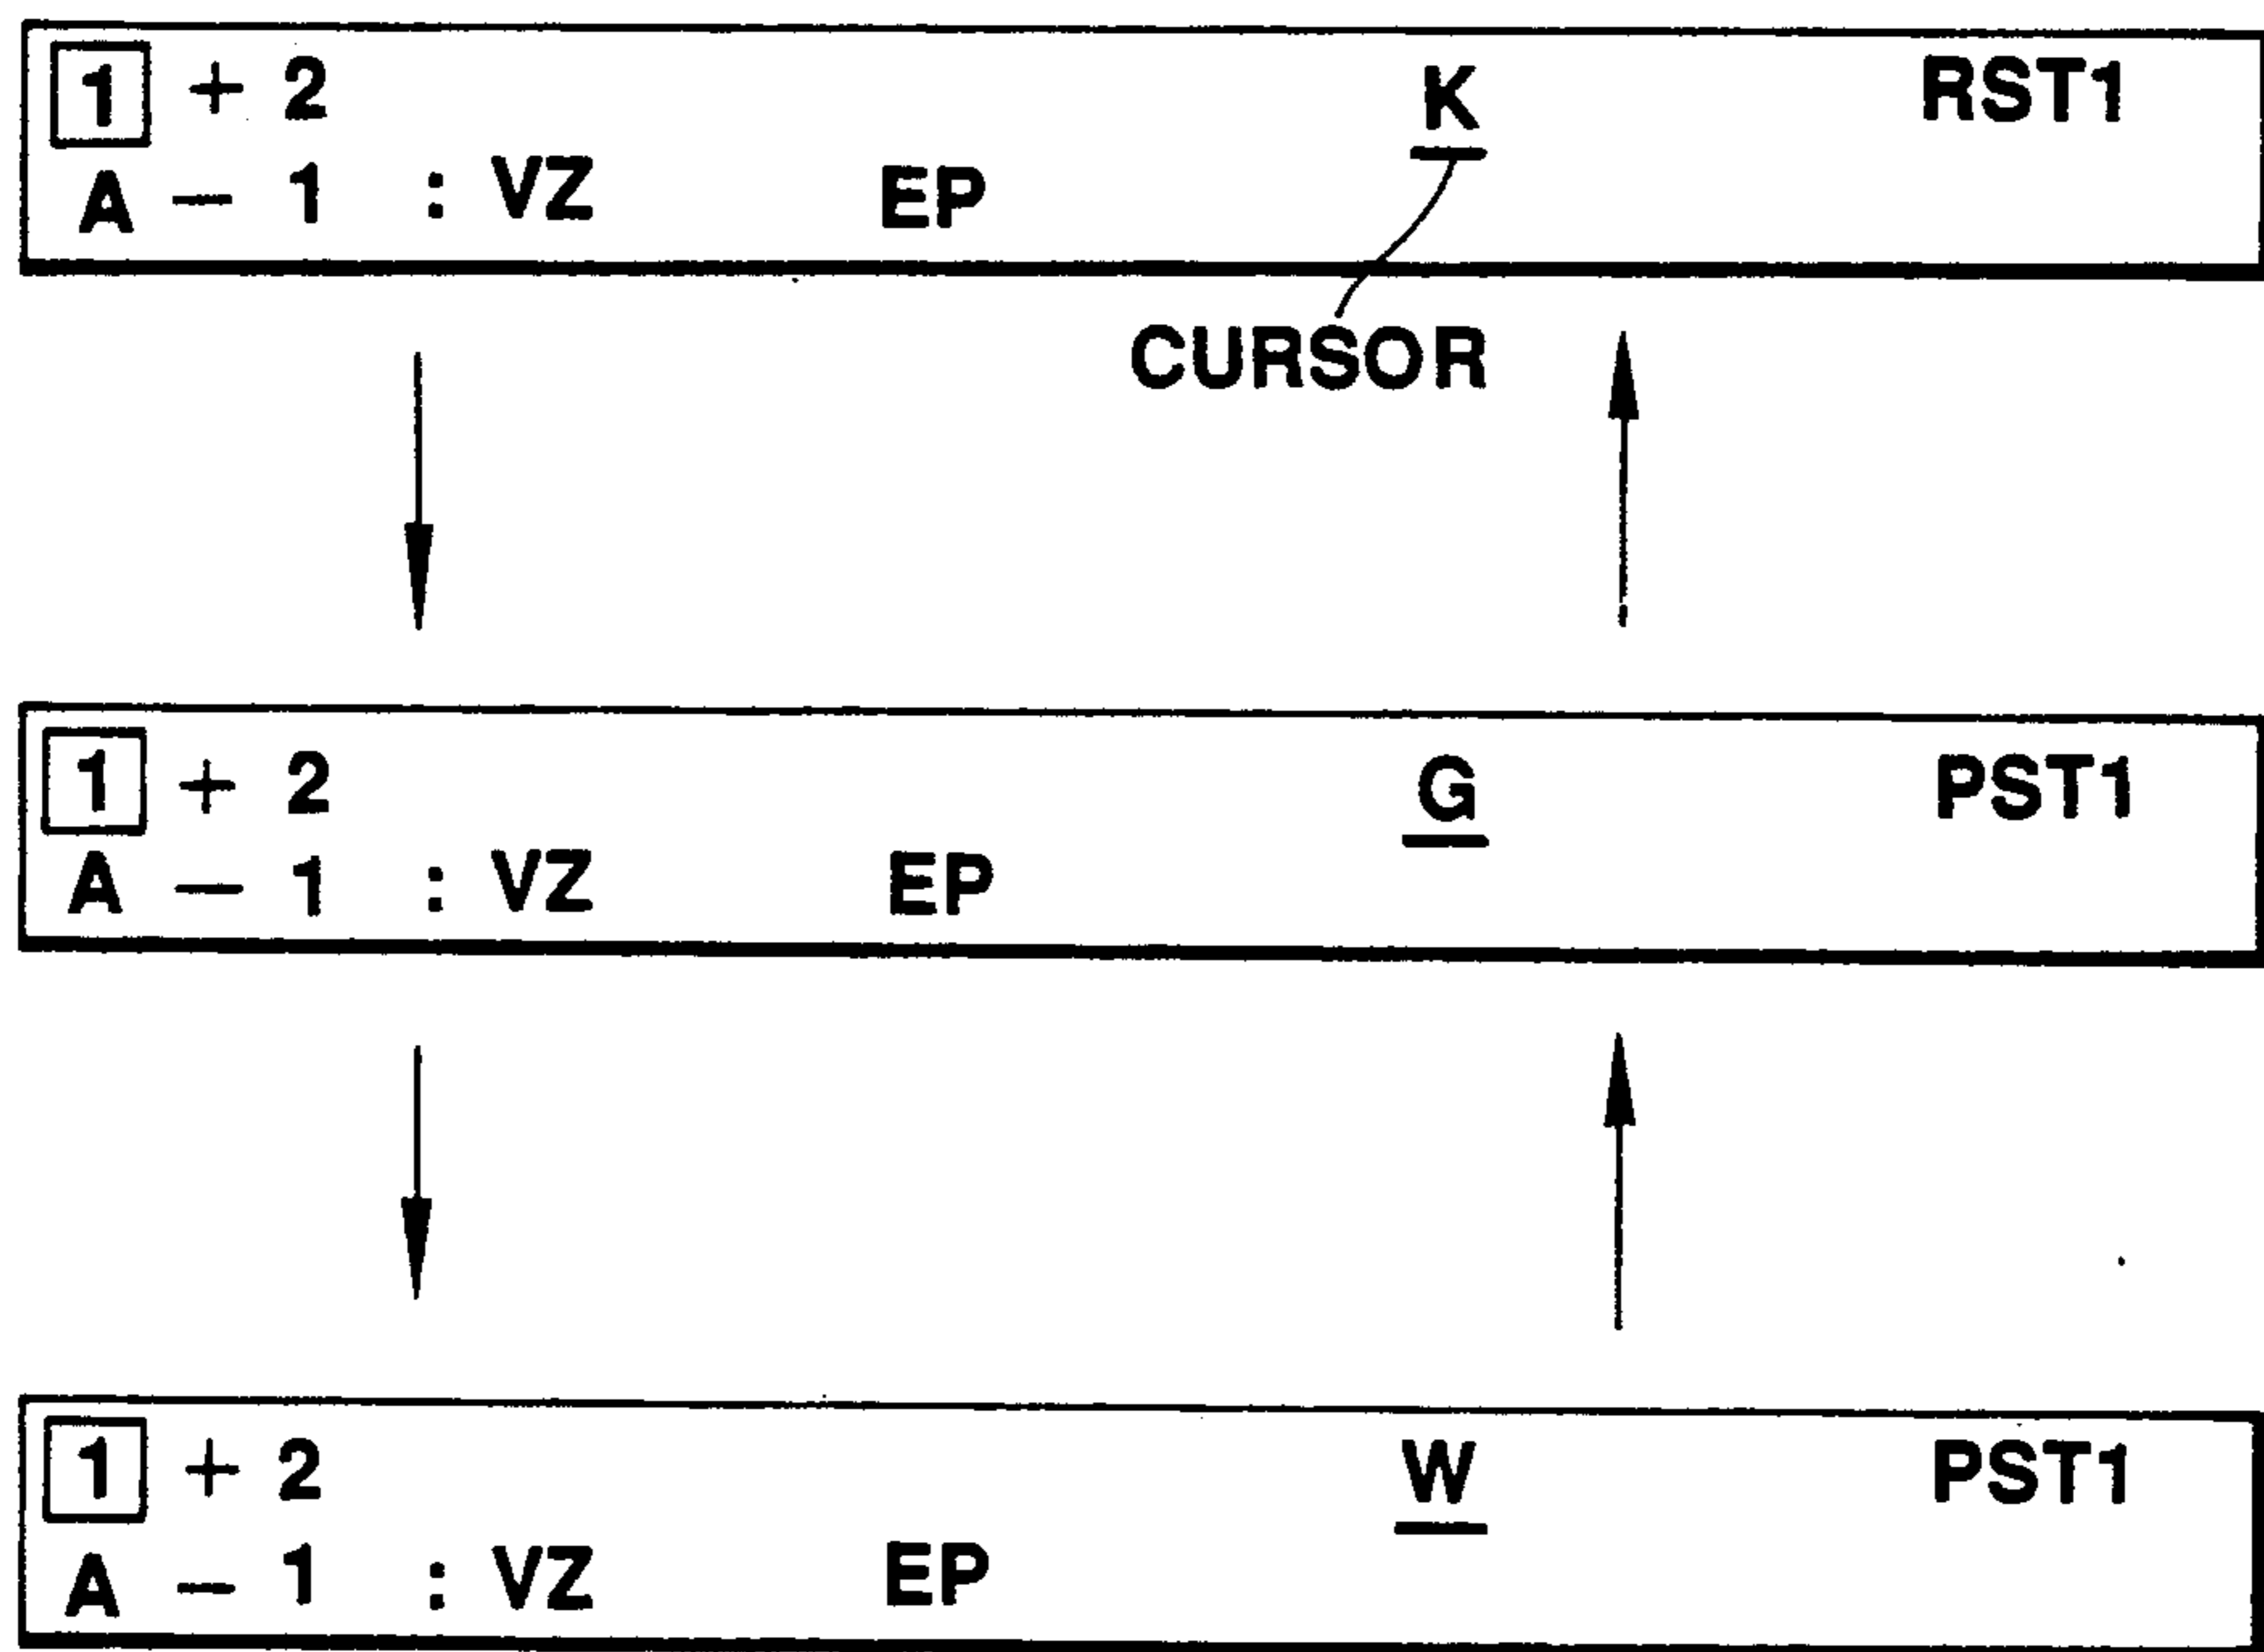 1 + 2 K RST1
A – 1 : VZ EP
CURSOR
1 + 2 G PST1
A – 1 : VZ EP
1 + 2 W PST1
A – 1 : VZ EP